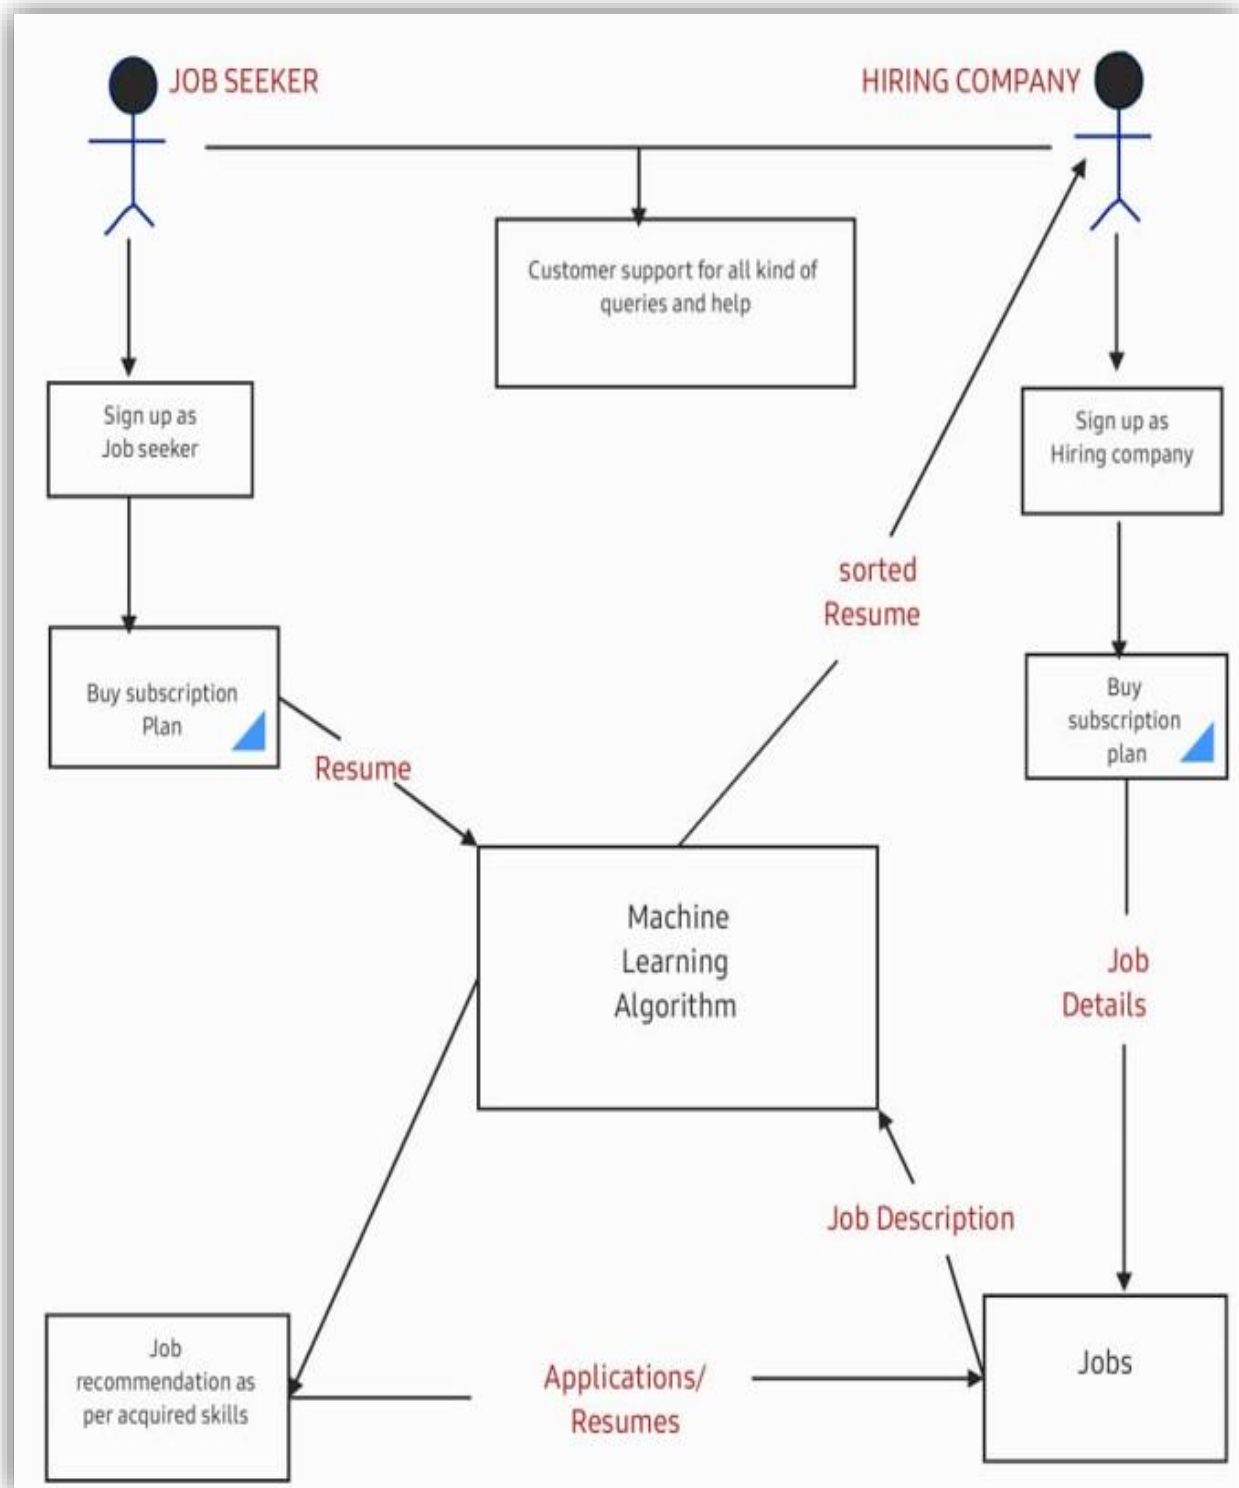 JOB SEEKER
HIRING COMPANY
Customer support for all kind of
queries and help
Sign up as
Job seeker
Sign up as
Hiring company
sorted
Resume
Buy subscription
Plan
Buy
subscription
plan
Resume
Machine
Learning
Algorithm
Job
Details
Job Description
Job
recommendation as
per acquired skills
Applications/
Resumes
Jobs